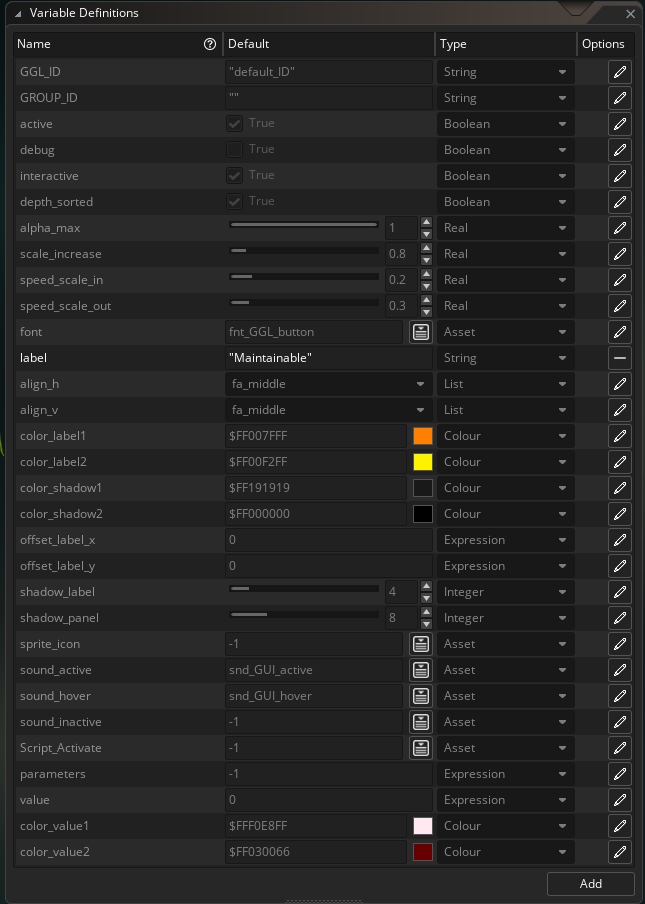 Variable Definitions
Name Default Type Options
GGL_ID "default_ID" String
GROUP_ID "" String
active True Boolean
debug True Boolean
interactive True Boolean
depth_sorted True Boolean
alpha_max 1 Real
scale_increase 0.8 Real
speed_scale_in 0.2 Real
speed_scale_out 0.3 Real
font fnt_GGL_button Asset
label "Maintainable" String
align_h fa_middle List
align_v fa_middle List
color_label1 $FF007FFF Colour
color_label2 $FF00F2FF Colour
color_shadow1 $FF191919 Colour
color_shadow2 $FF000000 Colour
offset_label_x 0 Expression
offset_label_y 0 Expression
shadow_label 4 Integer
shadow_panel 8 Integer
sprite_icon -1 Asset
sound_active snd_GUI_active Asset
sound_hover snd_GUI_hover Asset
sound_inactive -1 Asset
Script_Activate -1 Asset
parameters -1 Expression
value 0 Expression
color_value1 $FFF0E8FF Colour
color_value2 $FF030066 Colour
Add